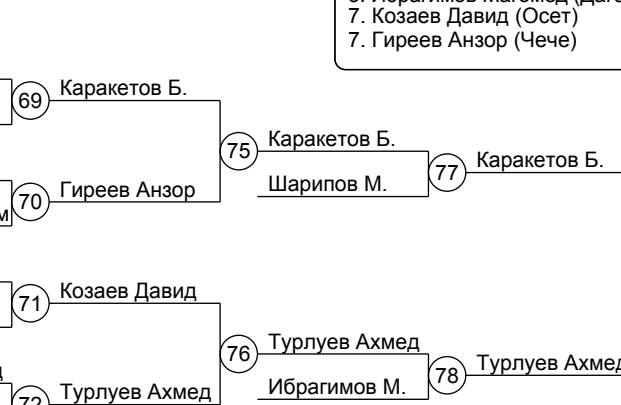 7. Козаев Давид (Осет)
7. Гиреев Анзор (Чече)
69 Каракетов Б.
75 Каракетов Б.
77 Каракетов Б.
Шарипов М.
70 Гиреев Анзор
71 Козаев Давид
76 Турлуев Ахмед
78 Турлуев Ахмед
Ибрагимов М.
72 Турлуев Ахмед